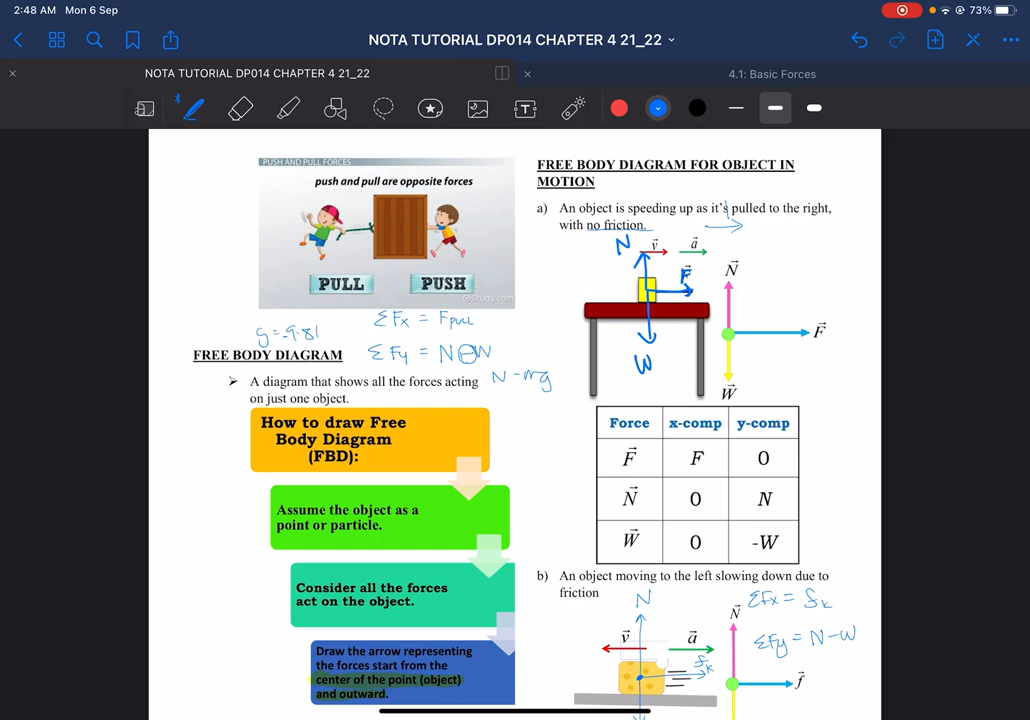 2:48 AM Mon 6 Sep
73%
NOTA TUTORIAL DP014 CHAPTER 4 21_22
NOTA TUTORIAL DP014 CHAPTER 4 21_22
4.1: Basic Forces
PUSH AND PULL FORCES
push and pull are opposite forces
PULL
PUSH
©Study.com
ΣFx = Fpull
g = -9.81
ΣFy = N - W
N - mg
FREE BODY DIAGRAM
➢ A diagram that shows all the forces acting
on just one object.
How to draw Free
Body Diagram
(FBD):
Assume the object as a
point or particle.
Consider all the forces
act on the object.
Draw the arrow representing
the forces start from the
center of the point (object)
and outward.
FREE BODY DIAGRAM FOR OBJECT IN
MOTION
a) An object is speeding up as it's pulled to the right,
with no friction.
N
v⃗
a⃗
F
W
N⃗
F⃗
W⃗
Force x-comp y-comp
F⃗ F 0
N⃗ 0 N
W⃗ 0 -W
b) An object moving to the left slowing down due to
friction
ΣFx = fk
ΣFy = N - W
N
v⃗
a⃗
fk
N⃗
f⃗